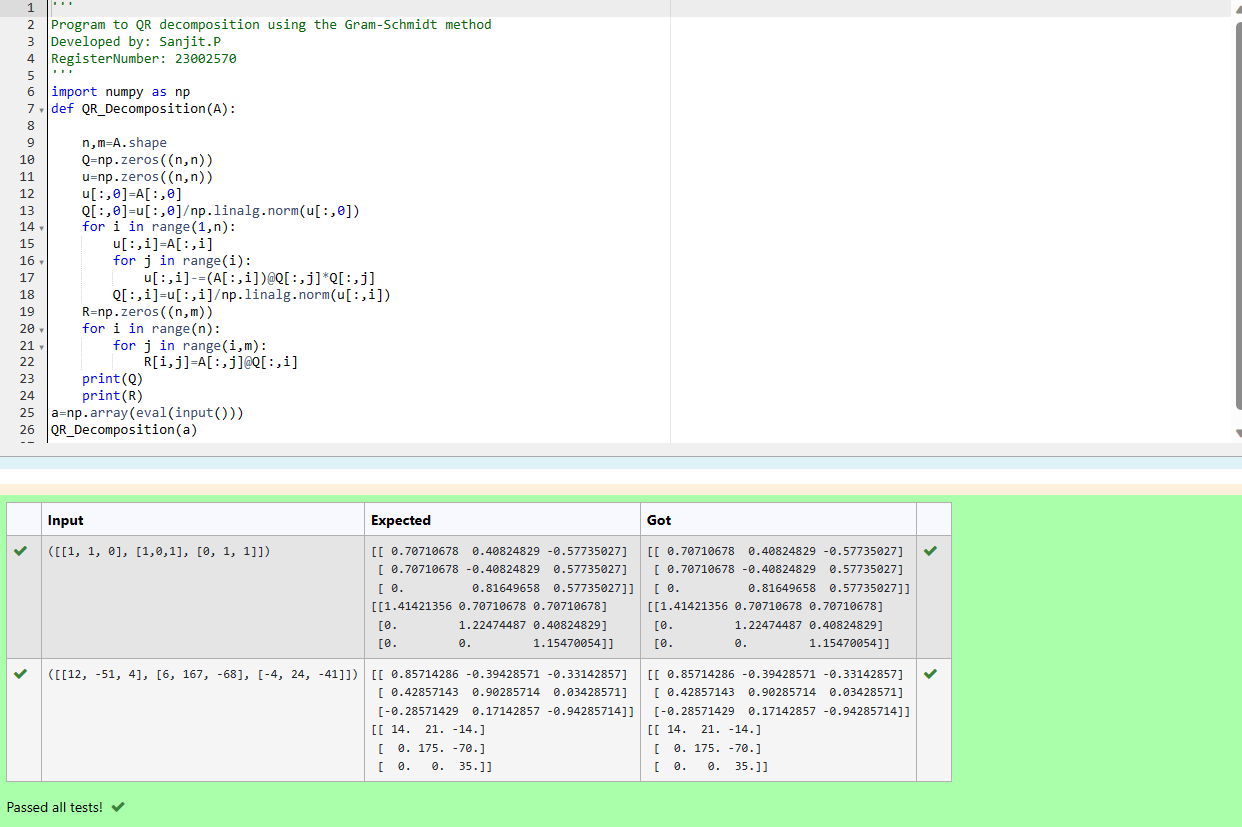 1 '''
2 Program to QR decomposition using the Gram-Schmidt method
3 Developed by: Sanjit.P
4 RegisterNumber: 23002570
5 '''
6 import numpy as np
7 def QR_Decomposition(A):
8
9     n,m=A.shape
10     Q=np.zeros((n,n))
11     u=np.zeros((n,n))
12     u[:,0]=A[:,0]
13     Q[:,0]=u[:,0]/np.linalg.norm(u[:,0])
14     for i in range(1,n):
15         u[:,i]=A[:,i]
16         for j in range(i):
17             u[:,i]-=(A[:,i])@Q[:,j]*Q[:,j]
18         Q[:,i]=u[:,i]/np.linalg.norm(u[:,i])
19     R=np.zeros((n,m))
20     for i in range(n):
21         for j in range(i,m):
22             R[i,j]=A[:,j]@Q[:,i]
23     print(Q)
24     print(R)
25 a=np.array(eval(input()))
26 QR_Decomposition(a)
Input Expected Got
([[1, 1, 0], [1,0,1], [0, 1, 1]]) [[ 0.70710678  0.40824829 -0.57735027] [[ 0.70710678  0.40824829 -0.57735027]
[ 0.70710678 -0.40824829  0.57735027] [ 0.70710678 -0.40824829  0.57735027]
[ 0.          0.81649658  0.57735027]] [ 0.          0.81649658  0.57735027]]
[[1.41421356 0.70710678 0.70710678] [[1.41421356 0.70710678 0.70710678]
[0.         1.22474487 0.40824829] [0.         1.22474487 0.40824829]
[0.         0.         1.15470054]] [0.         0.         1.15470054]]
([[12, -51, 4], [6, 167, -68], [-4, 24, -41]]) [[ 0.85714286 -0.39428571 -0.33142857] [[ 0.85714286 -0.39428571 -0.33142857]
[ 0.42857143  0.90285714  0.03428571] [ 0.42857143  0.90285714  0.03428571]
[-0.28571429  0.17142857 -0.94285714]] [-0.28571429  0.17142857 -0.94285714]]
[[ 14.  21. -14.] [[ 14.  21. -14.]
[  0. 175. -70.] [  0. 175. -70.]
[  0.   0.  35.]] [  0.   0.  35.]]
Passed all tests!